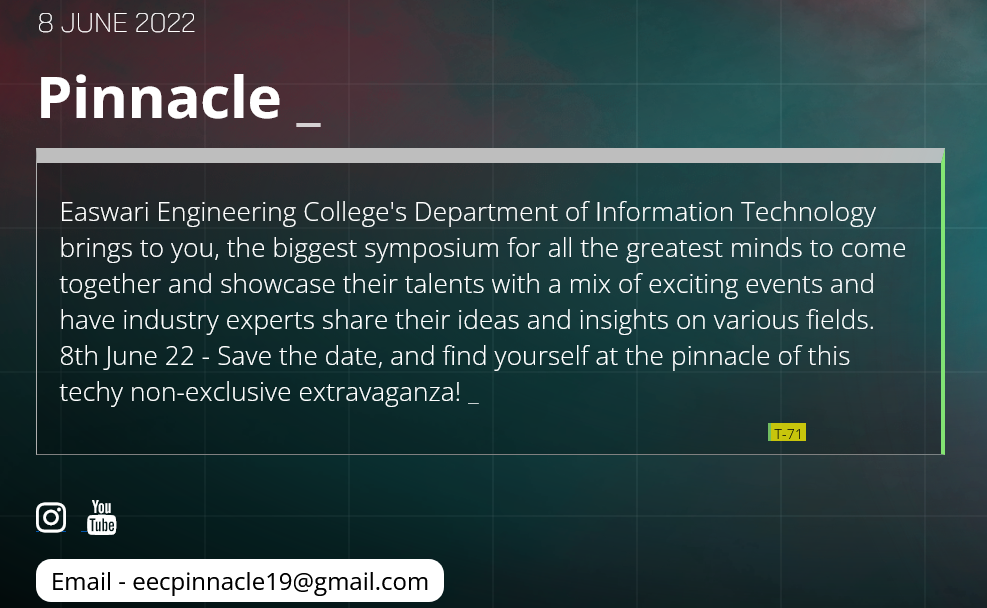 8 JUNE 2022
Pinnacle _
Easwari Engineering College's Department of Information Technology
brings to you, the biggest symposium for all the greatest minds to come
together and showcase their talents with a mix of exciting events and
have industry experts share their ideas and insights on various fields.
8th June 22 - Save the date, and find yourself at the pinnacle of this
techy non-exclusive extravaganza! _
T-71
You
Tube
Email - eecpinnacle19@gmail.com